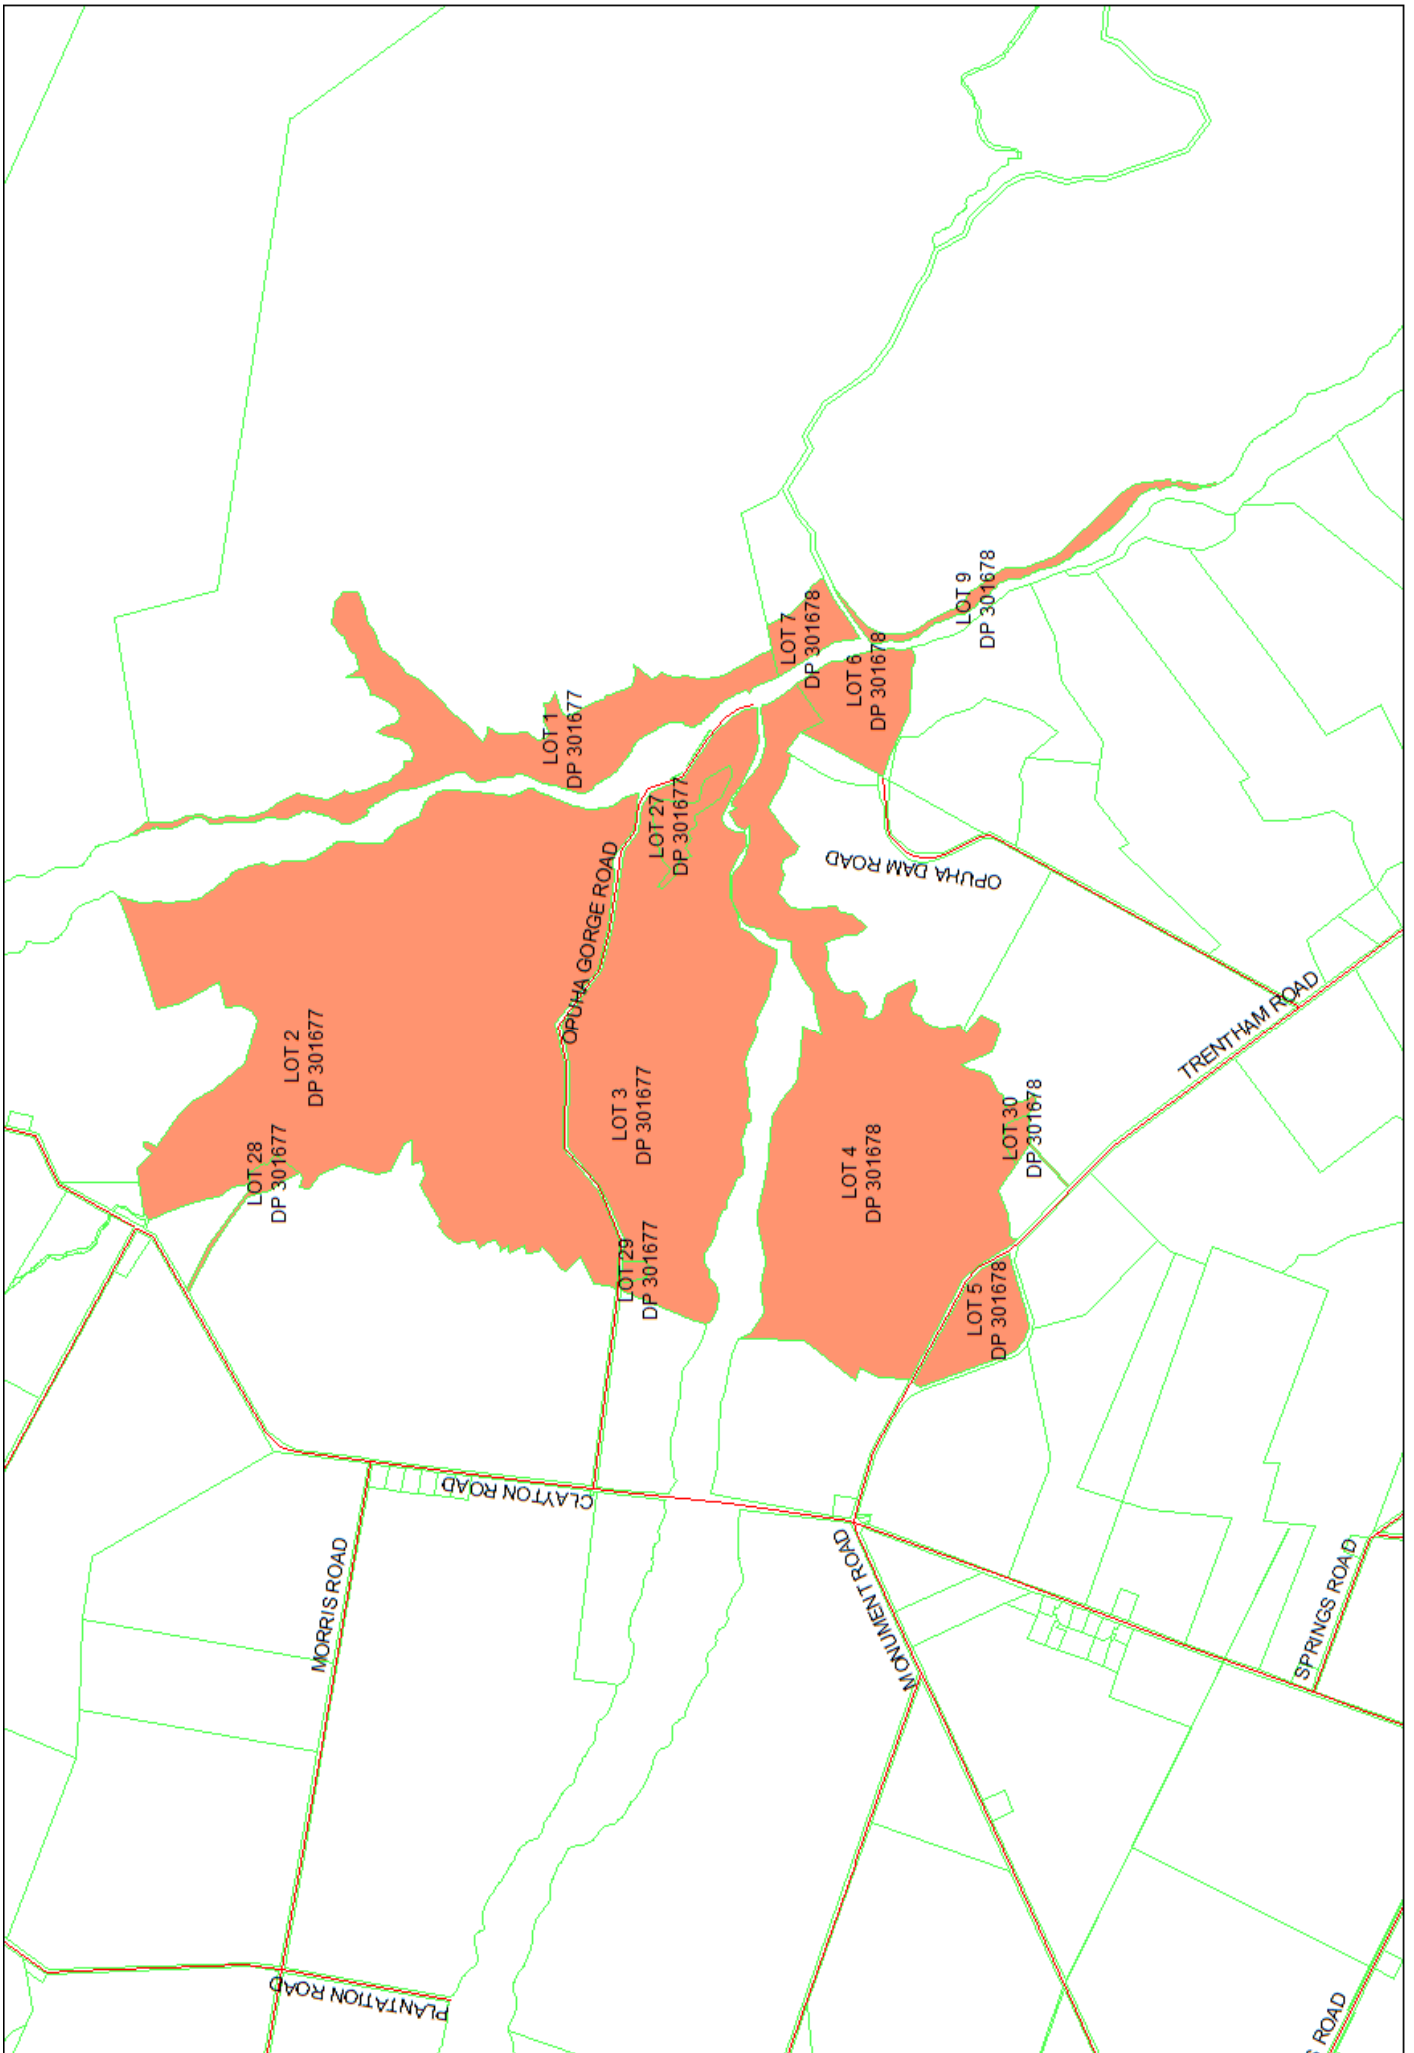 LOT 1
DP 301677
LOT 7
DP 301678
LOT 6
DP 301678
LOT 9
DP 301678
LOT 27
DP 301677
OPUHA GORGE ROAD
OPUHA DAM ROAD
LOT 2
DP 301677
LOT 3
DP 301677
LOT 28
DP 301677
LOT 29
DP 301677
LOT 4
DP 301678
LOT 30
DP 301678
LOT 5
DP 301678
TRENTHAM ROAD
CLAYTON ROAD
MORRIS ROAD
MONUMENT ROAD
SPRINGS ROAD
PLANTATION ROAD
S ROAD